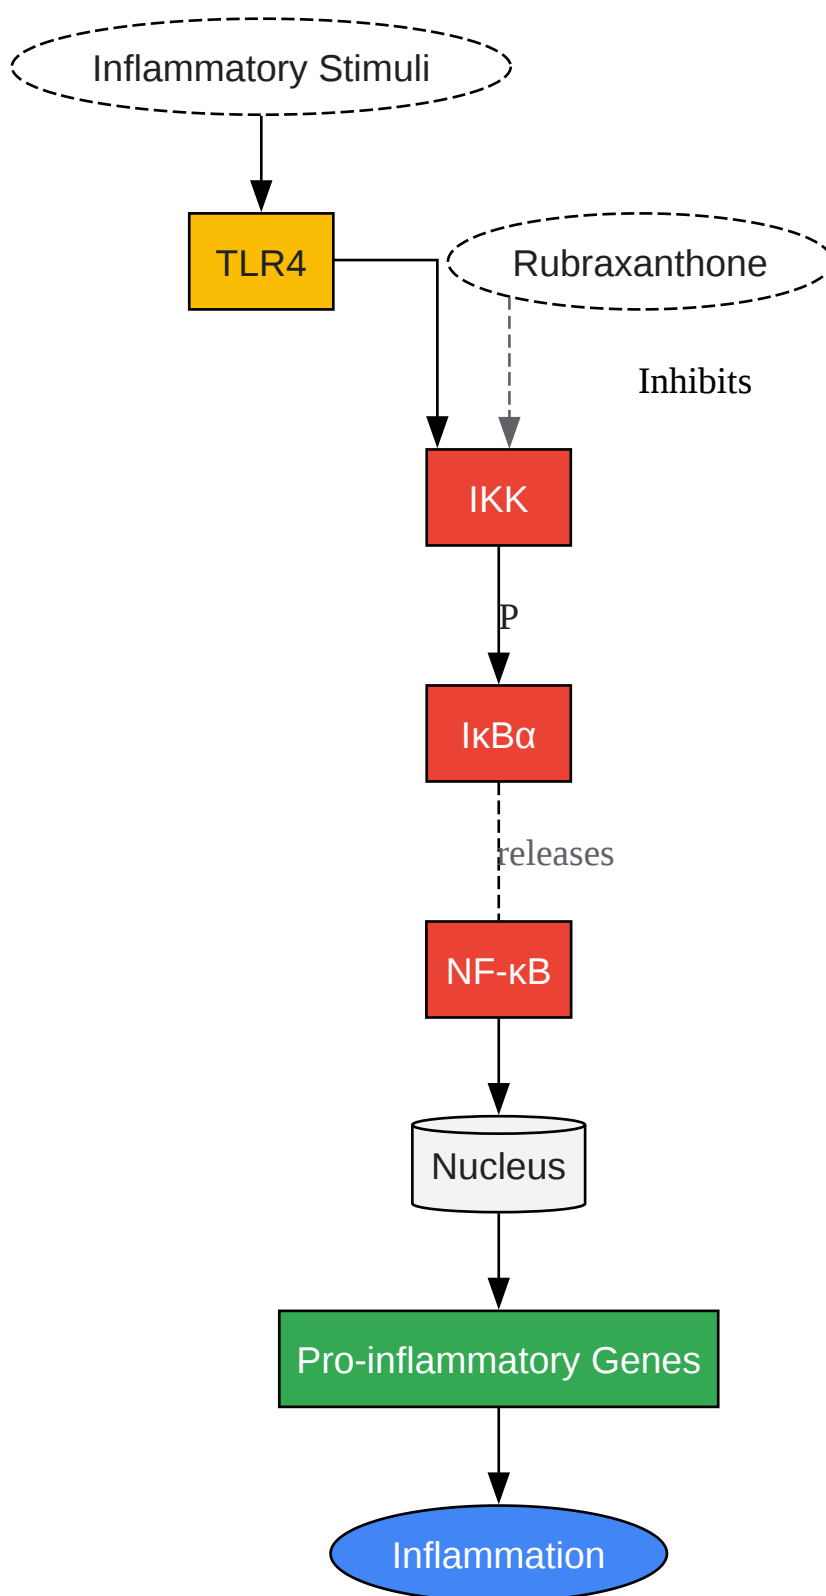 Inflammatory Stimuli
TLR4
Rubraxanthone
Inhibits
IKK
P
IκBα
releases
NF-κB
Nucleus
Pro-inflammatory Genes
Inflammation